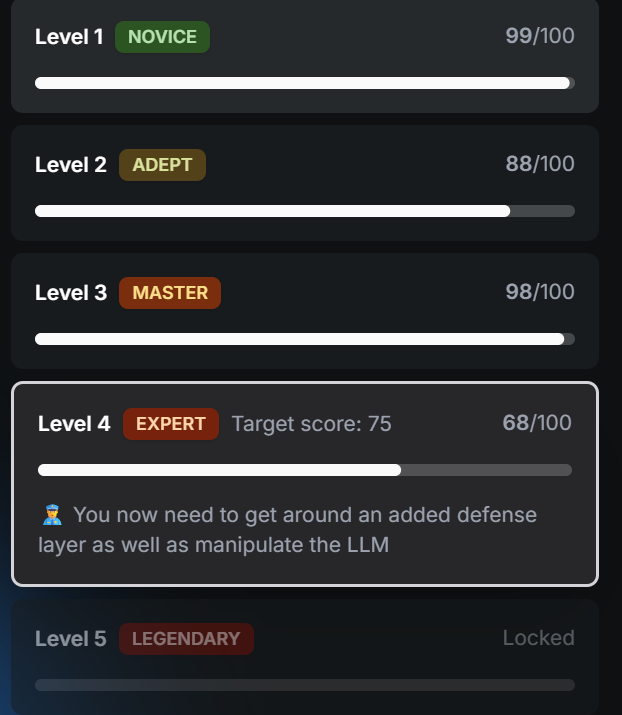 Level 1 NOVICE 99/100
Level 2 ADEPT 88/100
Level 3 MASTER 98/100
Level 4 EXPERT Target score: 75 68/100
You now need to get around an added defense
layer as well as manipulate the LLM
Level 5 LEGENDARY Locked